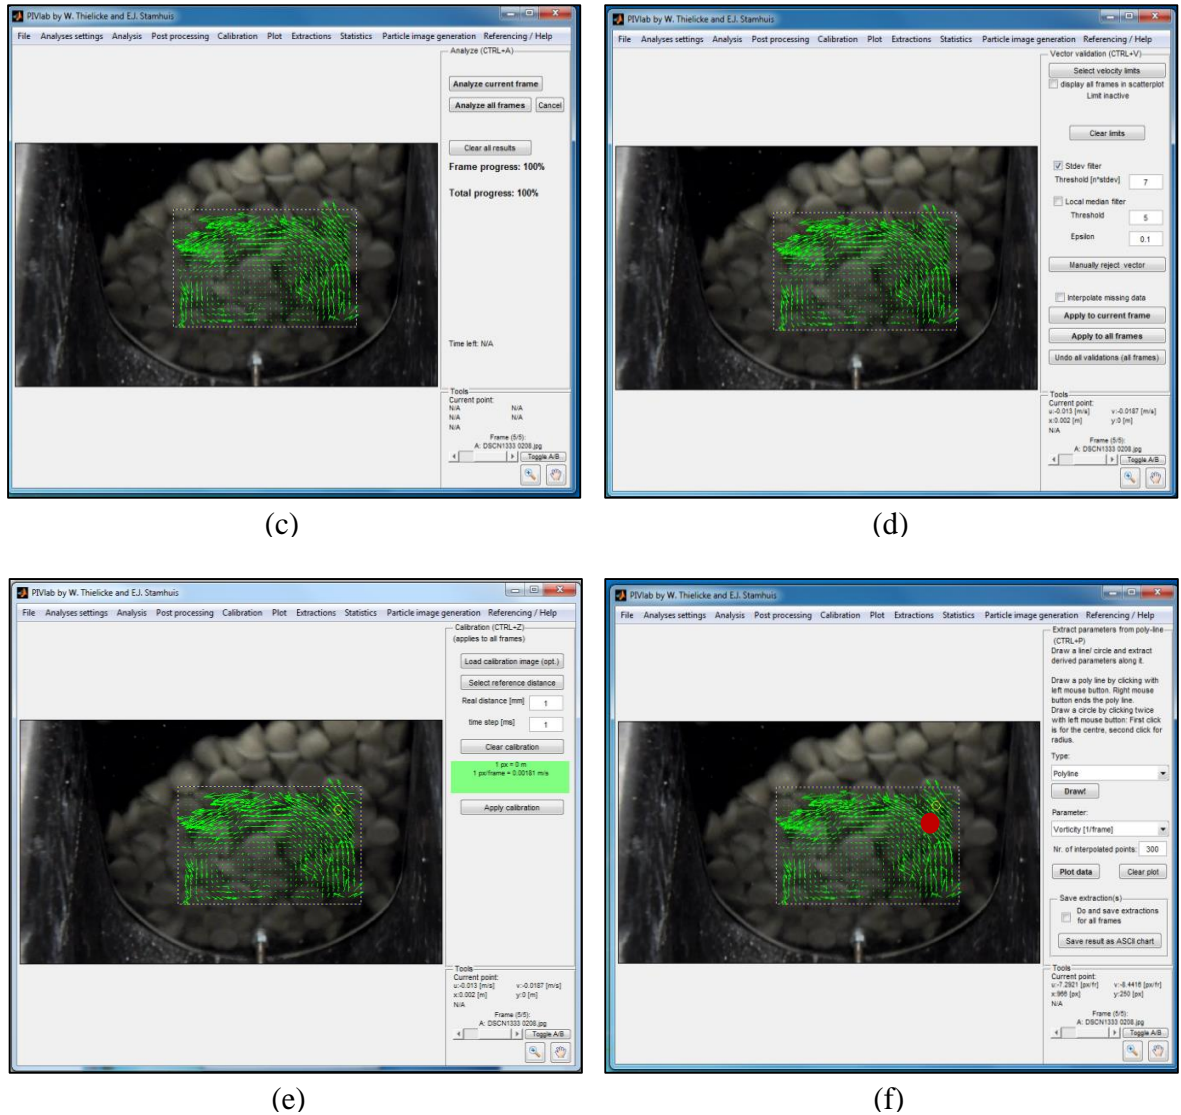 PIVlab by W. Thielicke and E.J. Stamhuis
File Analyses settings Analysis Post processing Calibration Plot Extractions Statistics Particle image generation Referencing / Help
Analyze (CTRL+A)
Analyze current frame
Analyze all frames Cancel
Clear all results
Frame progress: 100%
Total progress: 100%
Time left: N/A
Tools
Current point:
N/A N/A
N/A N/A
N/A
Frame (5/5):
A: DSCN1333 0208.jpg
Toggle A/B
(c)
PIVlab by W. Thielicke and E.J. Stamhuis
File Analyses settings Analysis Post processing Calibration Plot Extractions Statistics Particle image generation Referencing / Help
Vector validation (CTRL+V)
Select velocity limits
display all frames in scatterplot
Limit inactive
Clear limits
Stdev filter
Threshold [n*stdev] 7
Local median filter
Threshold 5
Epsilon 0.1
Manually reject vector
Interpolate missing data
Apply to current frame
Apply to all frames
Undo all validations (all frames)
Tools
Current point:
u:-0.013 [m/s] v:-0.0187 [m/s]
x:0.002 [m] y:0 [m]
N/A
Frame (5/5):
A: DSCN1333 0208.jpg
Toggle A/B
(d)
PIVlab by W. Thielicke and E.J. Stamhuis
File Analyses settings Analysis Post processing Calibration Plot Extractions Statistics Particle image generation Referencing / Help
Calibration (CTRL+Z)
(applies to all frames)
Load calibration image (opt.)
Select reference distance
Real distance [mm] 1
time step [ms] 1
Clear calibration
1 px = 0 m
1 px/frame = 0.00181 m/s
Apply calibration
Tools
Current point:
u:-0.013 [m/s] v:-0.0187 [m/s]
x:0.002 [m] y:0 [m]
N/A
Frame (5/5):
A: DSCN1333 0208.jpg
Toggle A/B
(e)
PIVlab by W. Thielicke and E.J. Stamhuis
File Analyses settings Analysis Post processing Calibration Plot Extractions Statistics Particle image generation Referencing / Help
Extract parameters from poly-line
(CTRL+P)
Draw a line/ circle and extract
derived parameters along it.
Draw a poly line by clicking with
left mouse button. Right mouse
button ends the poly line.
Draw a circle by clicking twice
with left mouse button: First click
is for the centre, second click for
radius.
Type:
Polyline
Draw!
Parameter:
Vorticity [1/frame]
Nr. of interpolated points: 300
Plot data Clear plot
Save extraction(s)
Do and save extractions
for all frames
Save result as ASCII chart
Tools
Current point:
u:-7.2921 [px/fr] v:-8.4416 [px/fr]
x:966 [px] y:250 [px]
N/A
Frame (5/5):
A: DSCN1333 0208.jpg
Toggle A/B
(f)